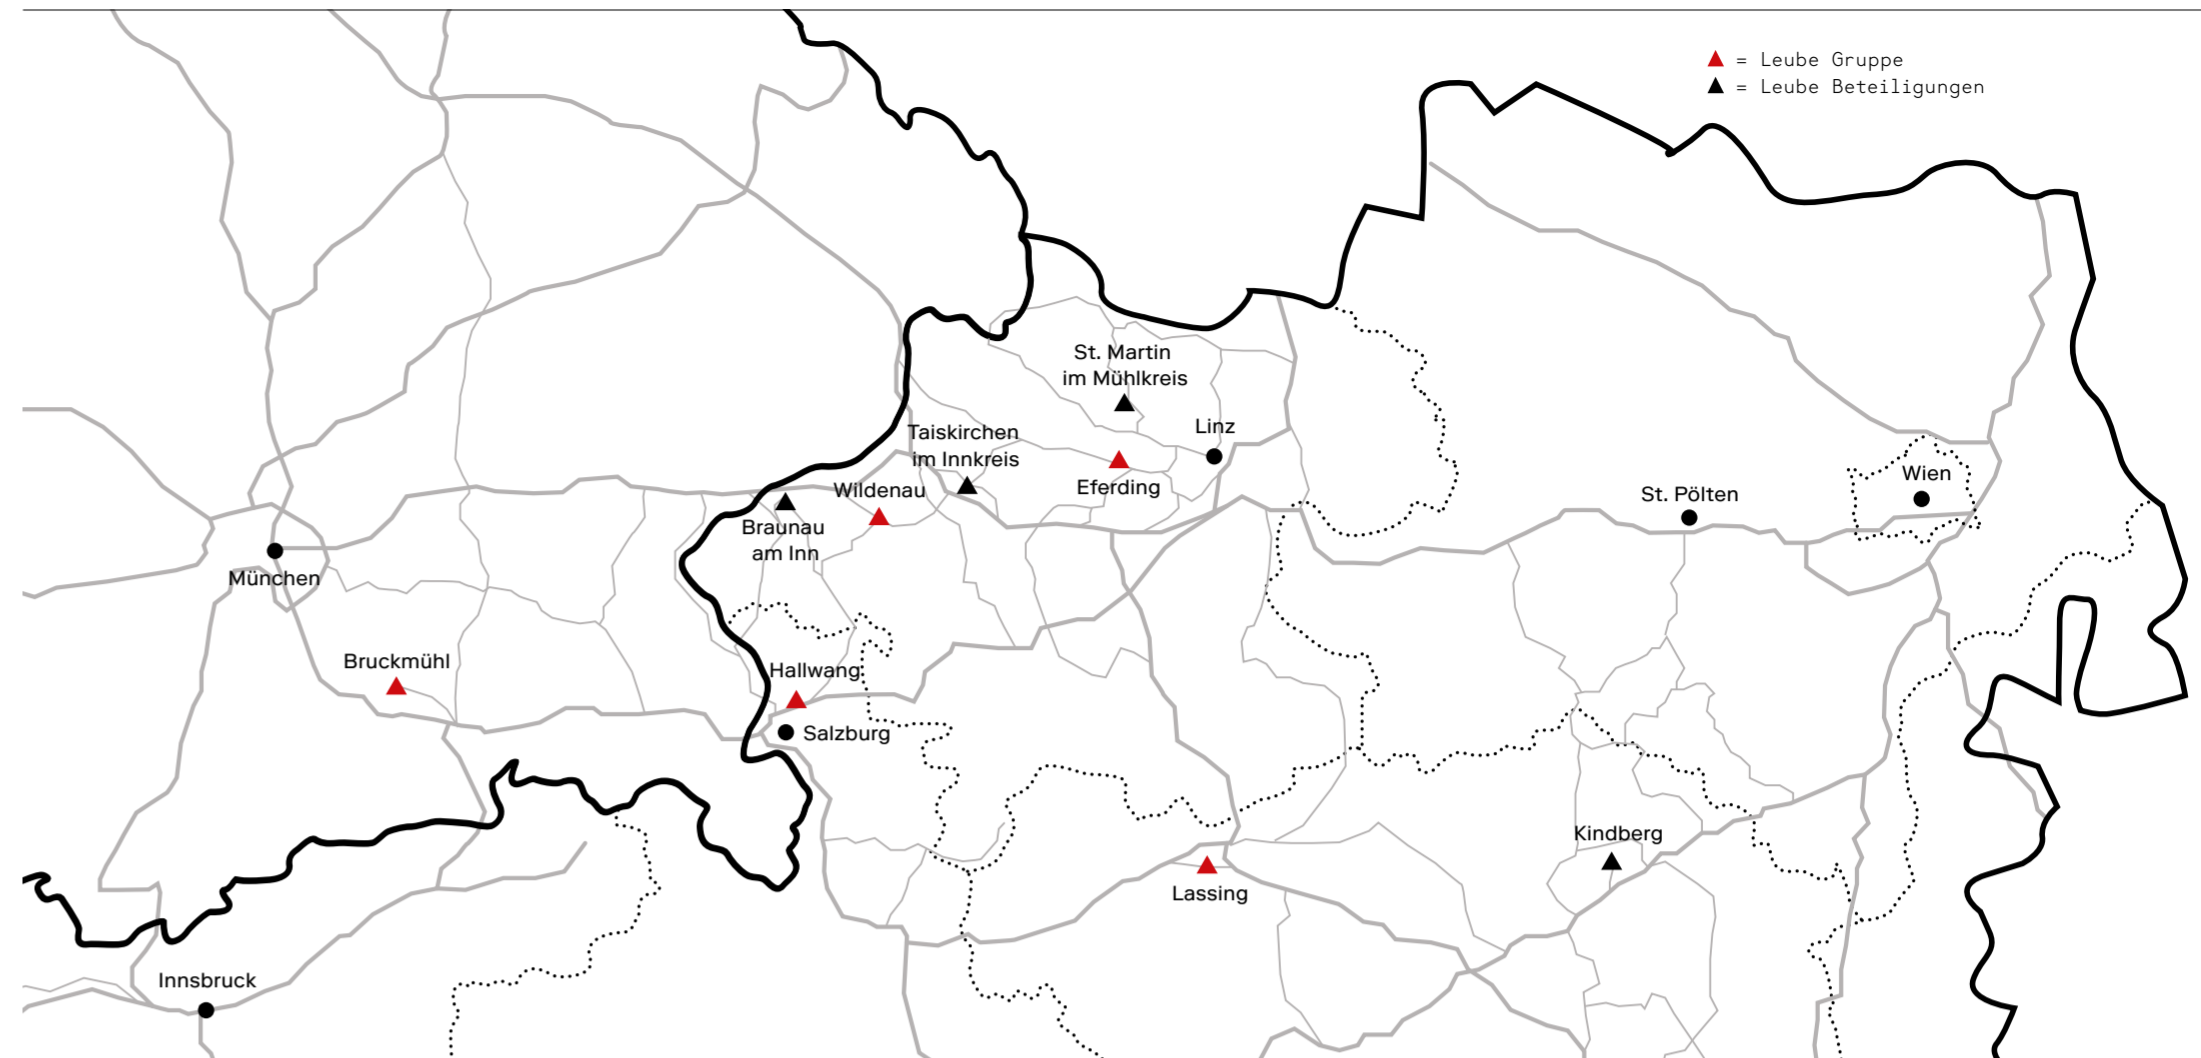 = Leube Gruppe
= Leube Beteiligungen
St. Martin
im Mühlkreis
Linz
Taiskirchen
im Innkreis
Wildenau
Eferding
Braunau
am Inn
St. Pölten
Wien
München
Bruckmühl
Hallwang
Salzburg
Kindberg
Lassing
Innsbruck